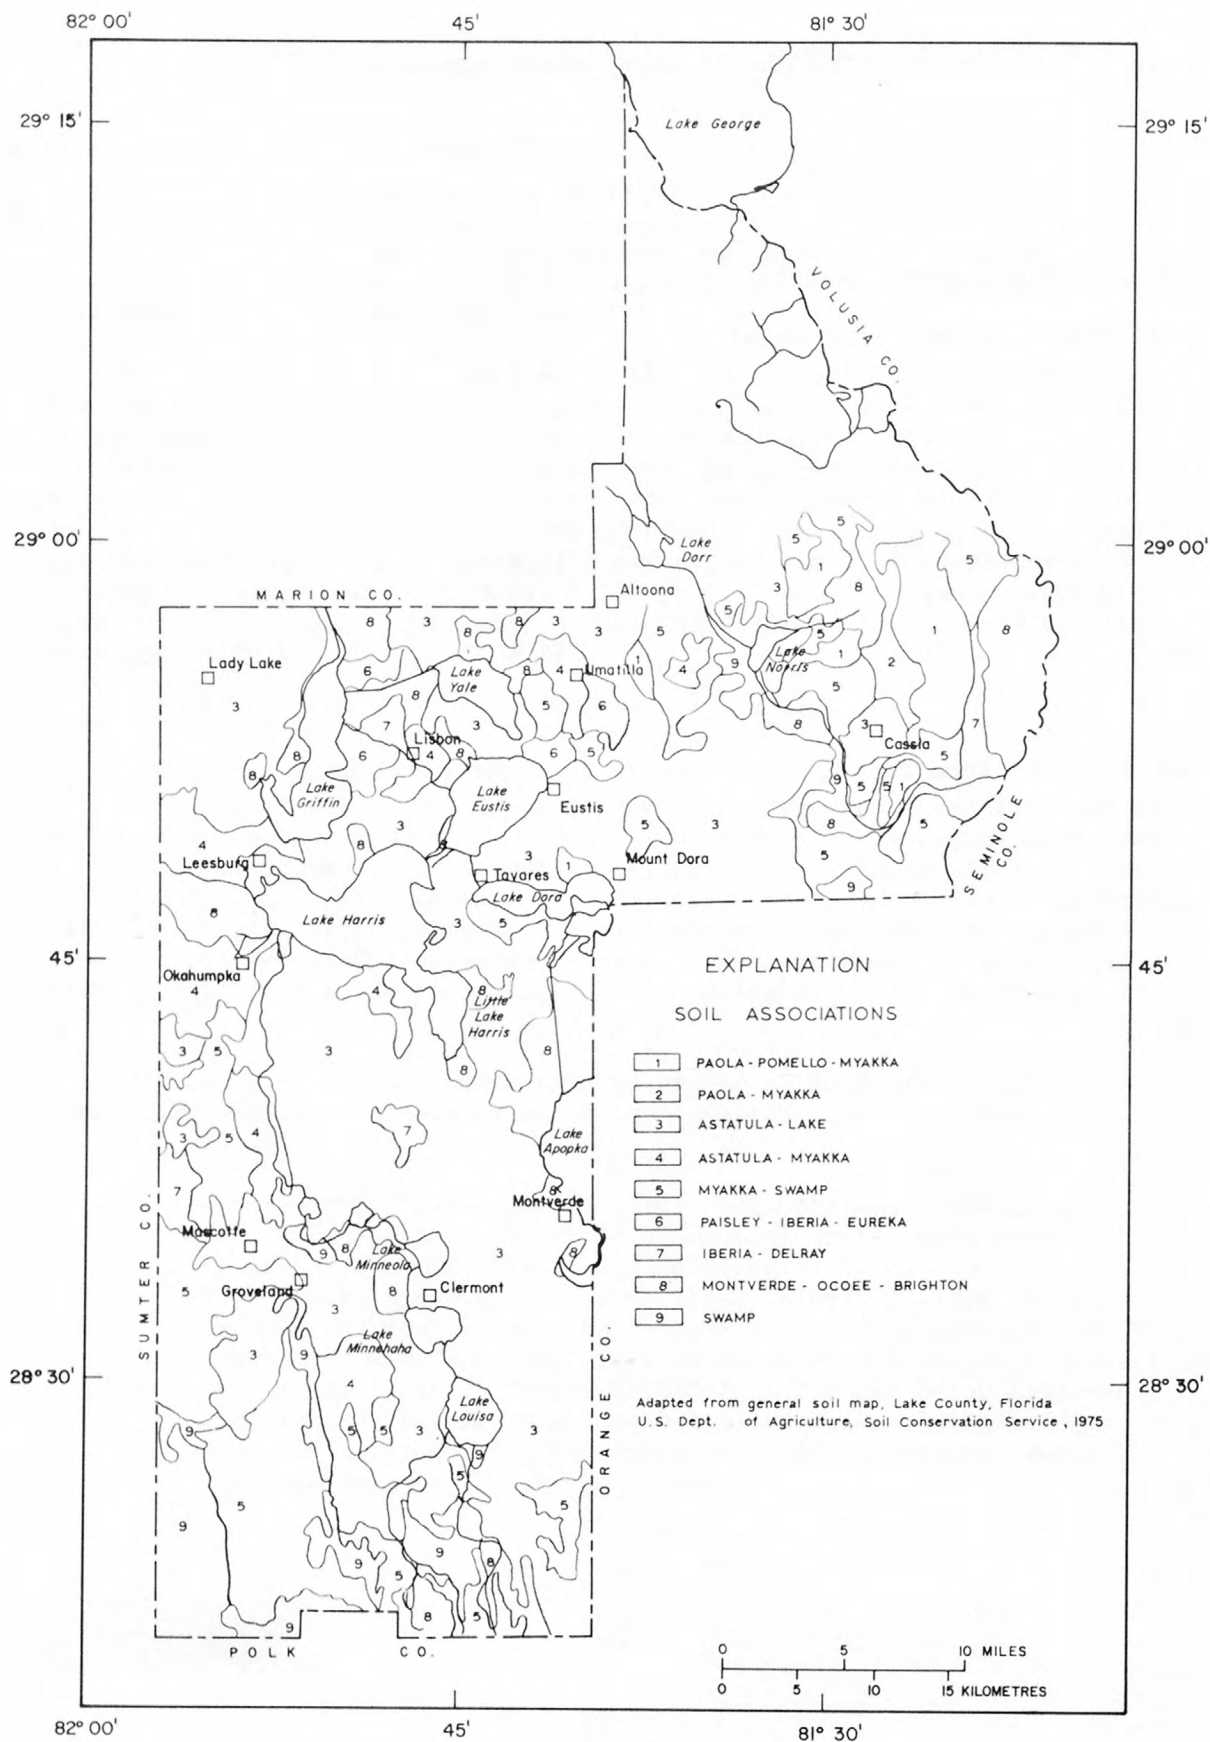 82° 00'
45'
81° 30'
29° 15'
29° 15'
Lake George
VOLUSIA CO.
29° 00'
29° 00'
Lake
Dorr
Altoona
MARION CO.
Lady Lake
Lake
Yale
Umatilla
Lake
Norris
Lisbon
Cassia
Lake
Griffin
Lake
Eustis
Eustis
SEMINOLE
CO.
Leesburg
Mount Dora
Tavares
Lake Dora
Lake Harris
45'
45'
Okahumpka
Little
Lake
Harris
EXPLANATION
SOIL ASSOCIATIONS
1 PAOLA - POMELLO - MYAKKA
2 PAOLA - MYAKKA
3 ASTATULA - LAKE
4 ASTATULA - MYAKKA
5 MYAKKA - SWAMP
6 PAISLEY - IBERIA - EUREKA
7 IBERIA - DELRAY
8 MONTVERDE - OCOEE - BRIGHTON
9 SWAMP
Lake
Apopka
Montverde
Mascotte
Lake
Minneola
Groveland
Clermont
SUMTER CO.
Lake
Minnehaha
28° 30'
28° 30'
Lake
Louisa
ORANGE CO.
Adapted from general soil map, Lake County, Florida
U.S. Dept. of Agriculture, Soil Conservation Service, 1975
POLK CO.
0 5 10 MILES
0 5 10 15 KILOMETRES
82° 00'
45'
81° 30'